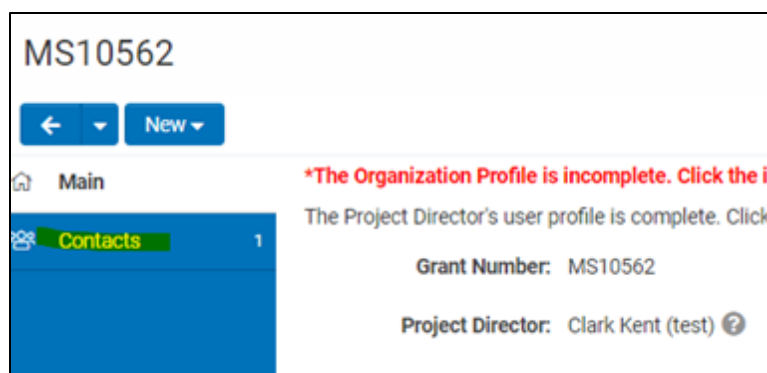 MS10562
New
Main
*The Organization Profile is incomplete. Click the
The Project Director's user profile is complete. Click
Contacts 1
Grant Number: MS10562
Project Director: Clark Kent (test)